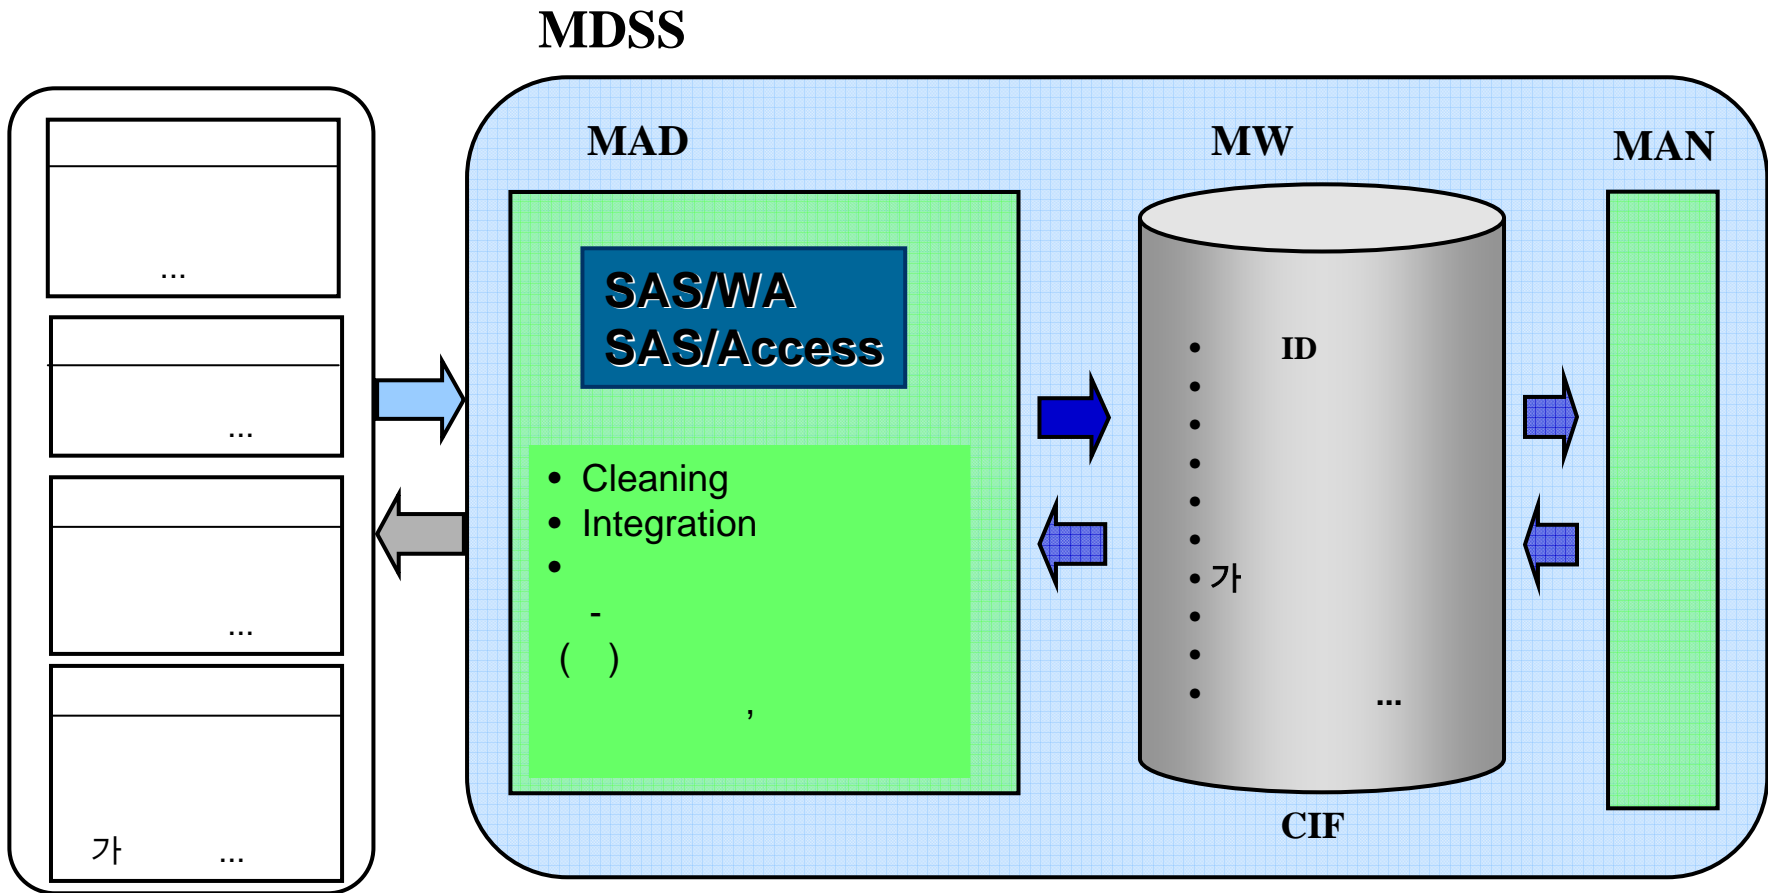 MDSS
...
...
...
가 ...
MAD
SAS/WA
SAS/Access
• Cleaning
• Integration
•
-
( )
,
MW
• ID
•
•
•
•
•
• 가
•
•
• ...
CIF
MAN